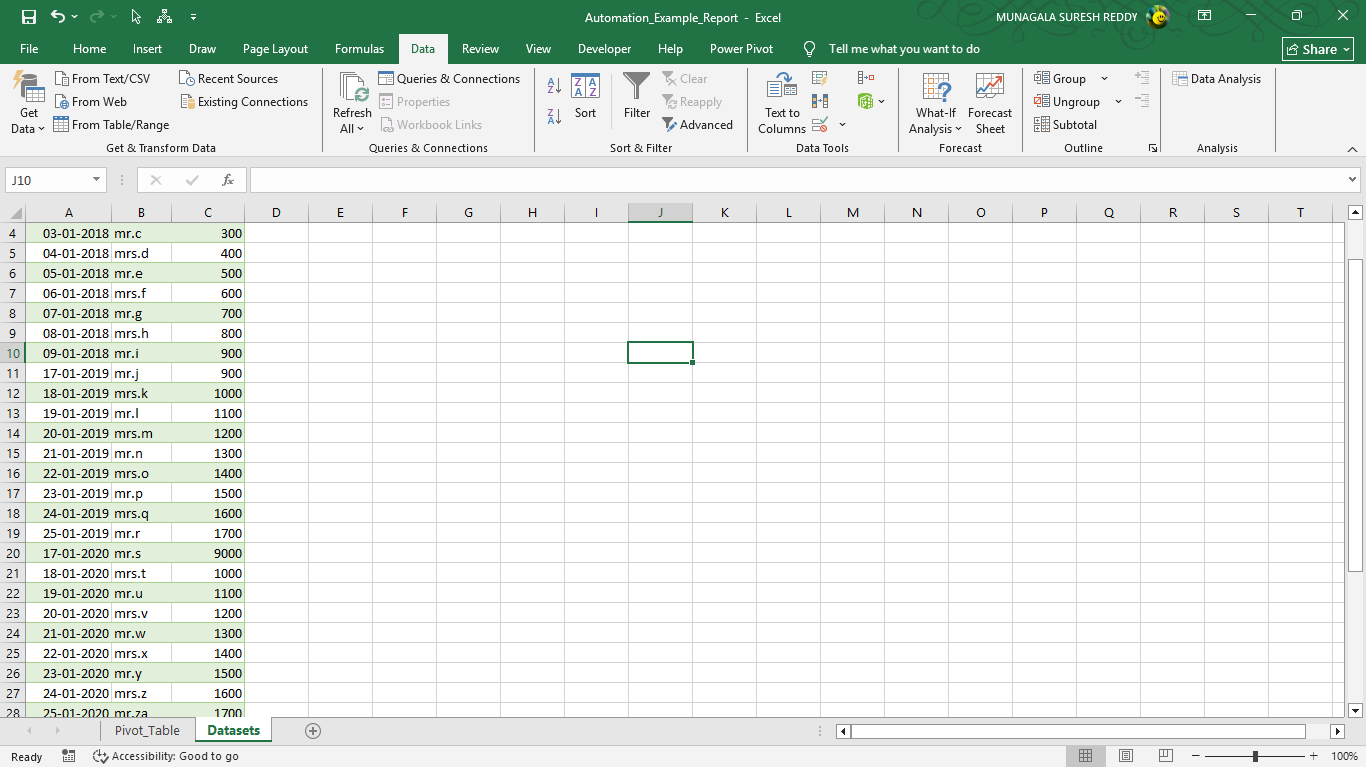 Automation_Example_Report - Excel
MUNAGALA SURESH REDDY
File Home Insert Draw Page Layout Formulas Data Review View Developer Help Power Pivot Tell me what you want to do Share
Get Data
From Text/CSV
From Web
From Table/Range
Recent Sources
Existing Connections
Get & Transform Data
Refresh All
Queries & Connections
Properties
Workbook Links
Queries & Connections
Sort
Filter
Clear
Reapply
Advanced
Sort & Filter
Text to Columns
Data Tools
What-If Analysis
Forecast Sheet
Forecast
Group
Ungroup
Subtotal
Outline
Data Analysis
Analysis
J10 fx
A B C D E F G H I J K L M N O P Q R S T
4 03-01-2018 mr.c 300
5 04-01-2018 mrs.d 400
6 05-01-2018 mr.e 500
7 06-01-2018 mrs.f 600
8 07-01-2018 mr.g 700
9 08-01-2018 mrs.h 800
10 09-01-2018 mr.i 900
11 17-01-2019 mr.j 900
12 18-01-2019 mrs.k 1000
13 19-01-2019 mr.l 1100
14 20-01-2019 mrs.m 1200
15 21-01-2019 mr.n 1300
16 22-01-2019 mrs.o 1400
17 23-01-2019 mr.p 1500
18 24-01-2019 mrs.q 1600
19 25-01-2019 mr.r 1700
20 17-01-2020 mr.s 9000
21 18-01-2020 mrs.t 1000
22 19-01-2020 mr.u 1100
23 20-01-2020 mrs.v 1200
24 21-01-2020 mr.w 1300
25 22-01-2020 mrs.x 1400
26 23-01-2020 mr.y 1500
27 24-01-2020 mrs.z 1600
28 25-01-2020 mr.za 1700
Pivot_Table Datasets
Ready Accessibility: Good to go 100%